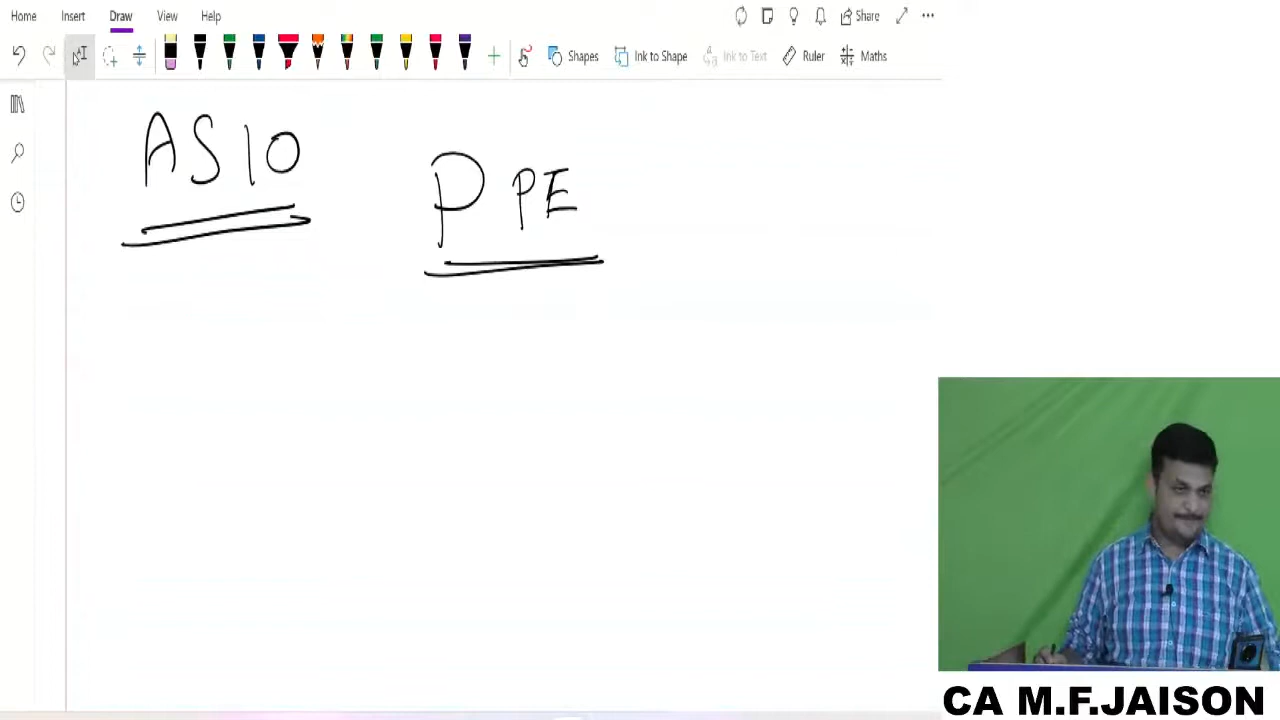 Home Insert Draw View Help Share
Shapes Ink to Shape Ink to Text Ruler Maths
AS 10
PPE
CA M.F.JAISON